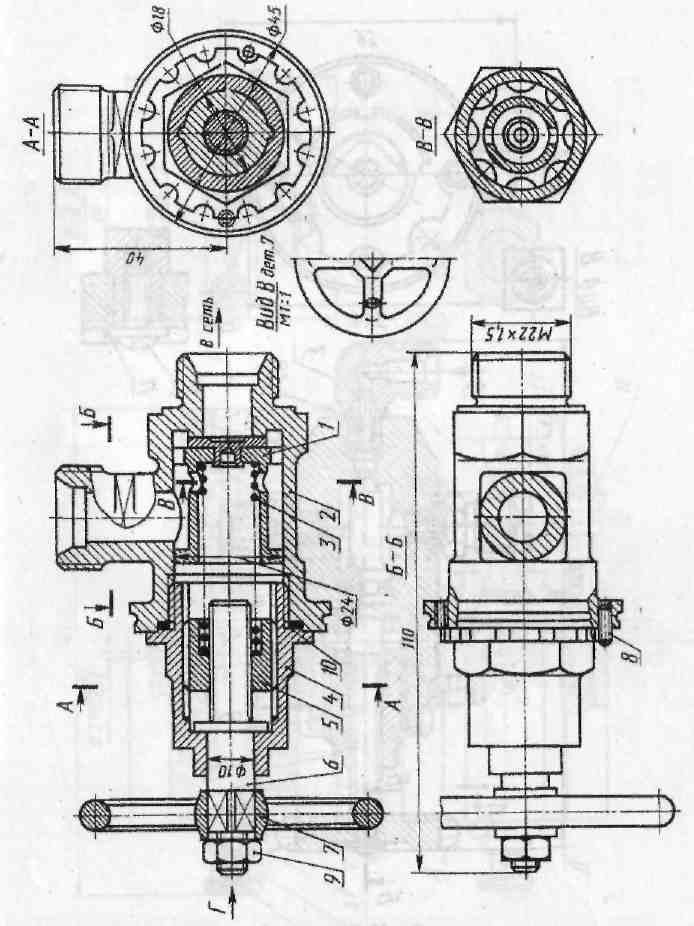 А-А
Ф18
Ф45
40
В-В
Вид В дет.7
М1:1
В сеть
Б
В
1
2
3
В
Б
Ф24
10
4
5
А
А
Ф10
6
7
9
Г
М22×1,5
Б-Б
110
8